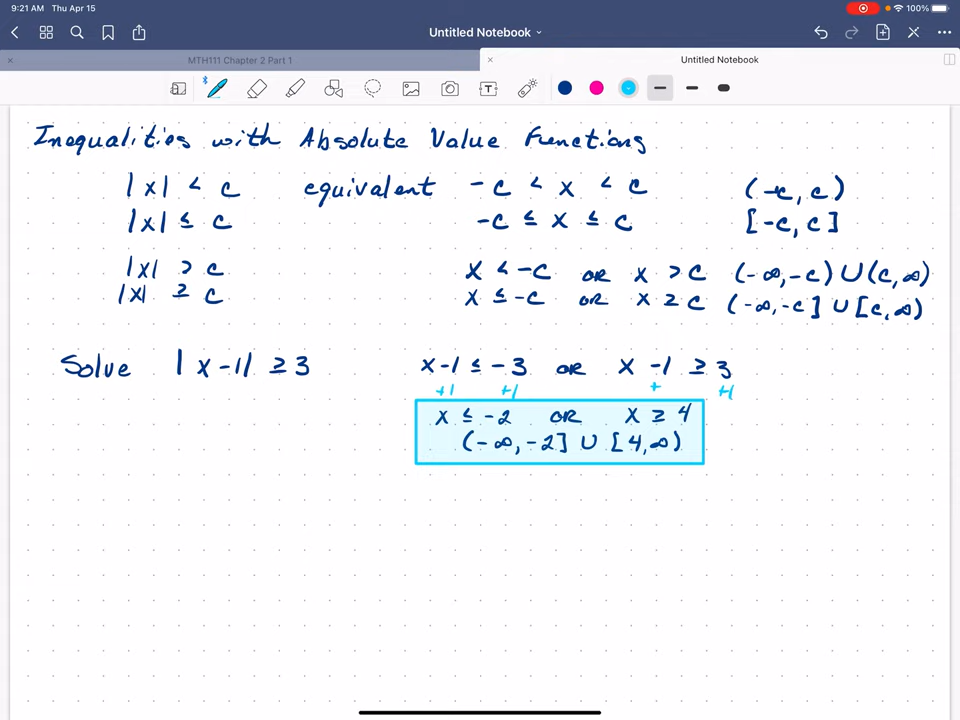 9:21 AM Thu Apr 15 100%
Untitled Notebook
MTH111 Chapter 2 Part 1 Untitled Notebook
Inequalities with Absolute Value Functions
|x| < c equivalent -c < x < c (-c, c)
|x| ≤ c -c ≤ x ≤ c [-c, c]
|x| > c x < -c or x > c (-∞, -c) ∪ (c, ∞)
|x| ≥ c x ≤ -c or x ≥ c (-∞, -c] ∪ [c, ∞)
Solve |x - 1| ≥ 3 x - 1 ≤ -3 or x - 1 ≥ 3
+1 +1 + +1
x ≤ -2 or x ≥ 4
(-∞, -2] ∪ [4, ∞)